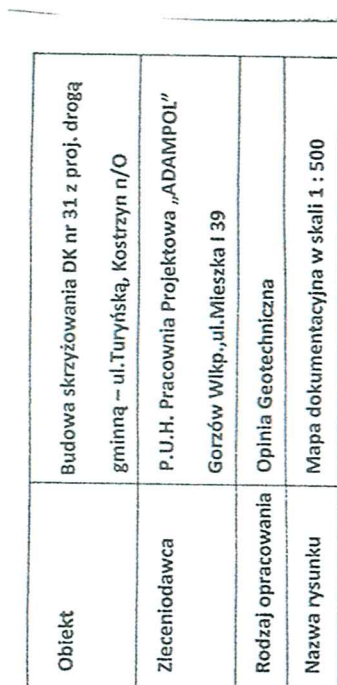 Obiekt
Budowa skrzyżowania DK nr 31 z proj. drogą
gminną – ul.Turyńską, Kostrzyn n/O
Zleceniodawca
P.U.H. Pracownia Projektowa „ADAMPOL"
Gorzów Wlkp.,ul.Mieszka I 39
Rodzaj opracowania
Opinia Geotechniczna
Nazwa rysunku
Mapa dokumentacyjna w skali 1 : 500